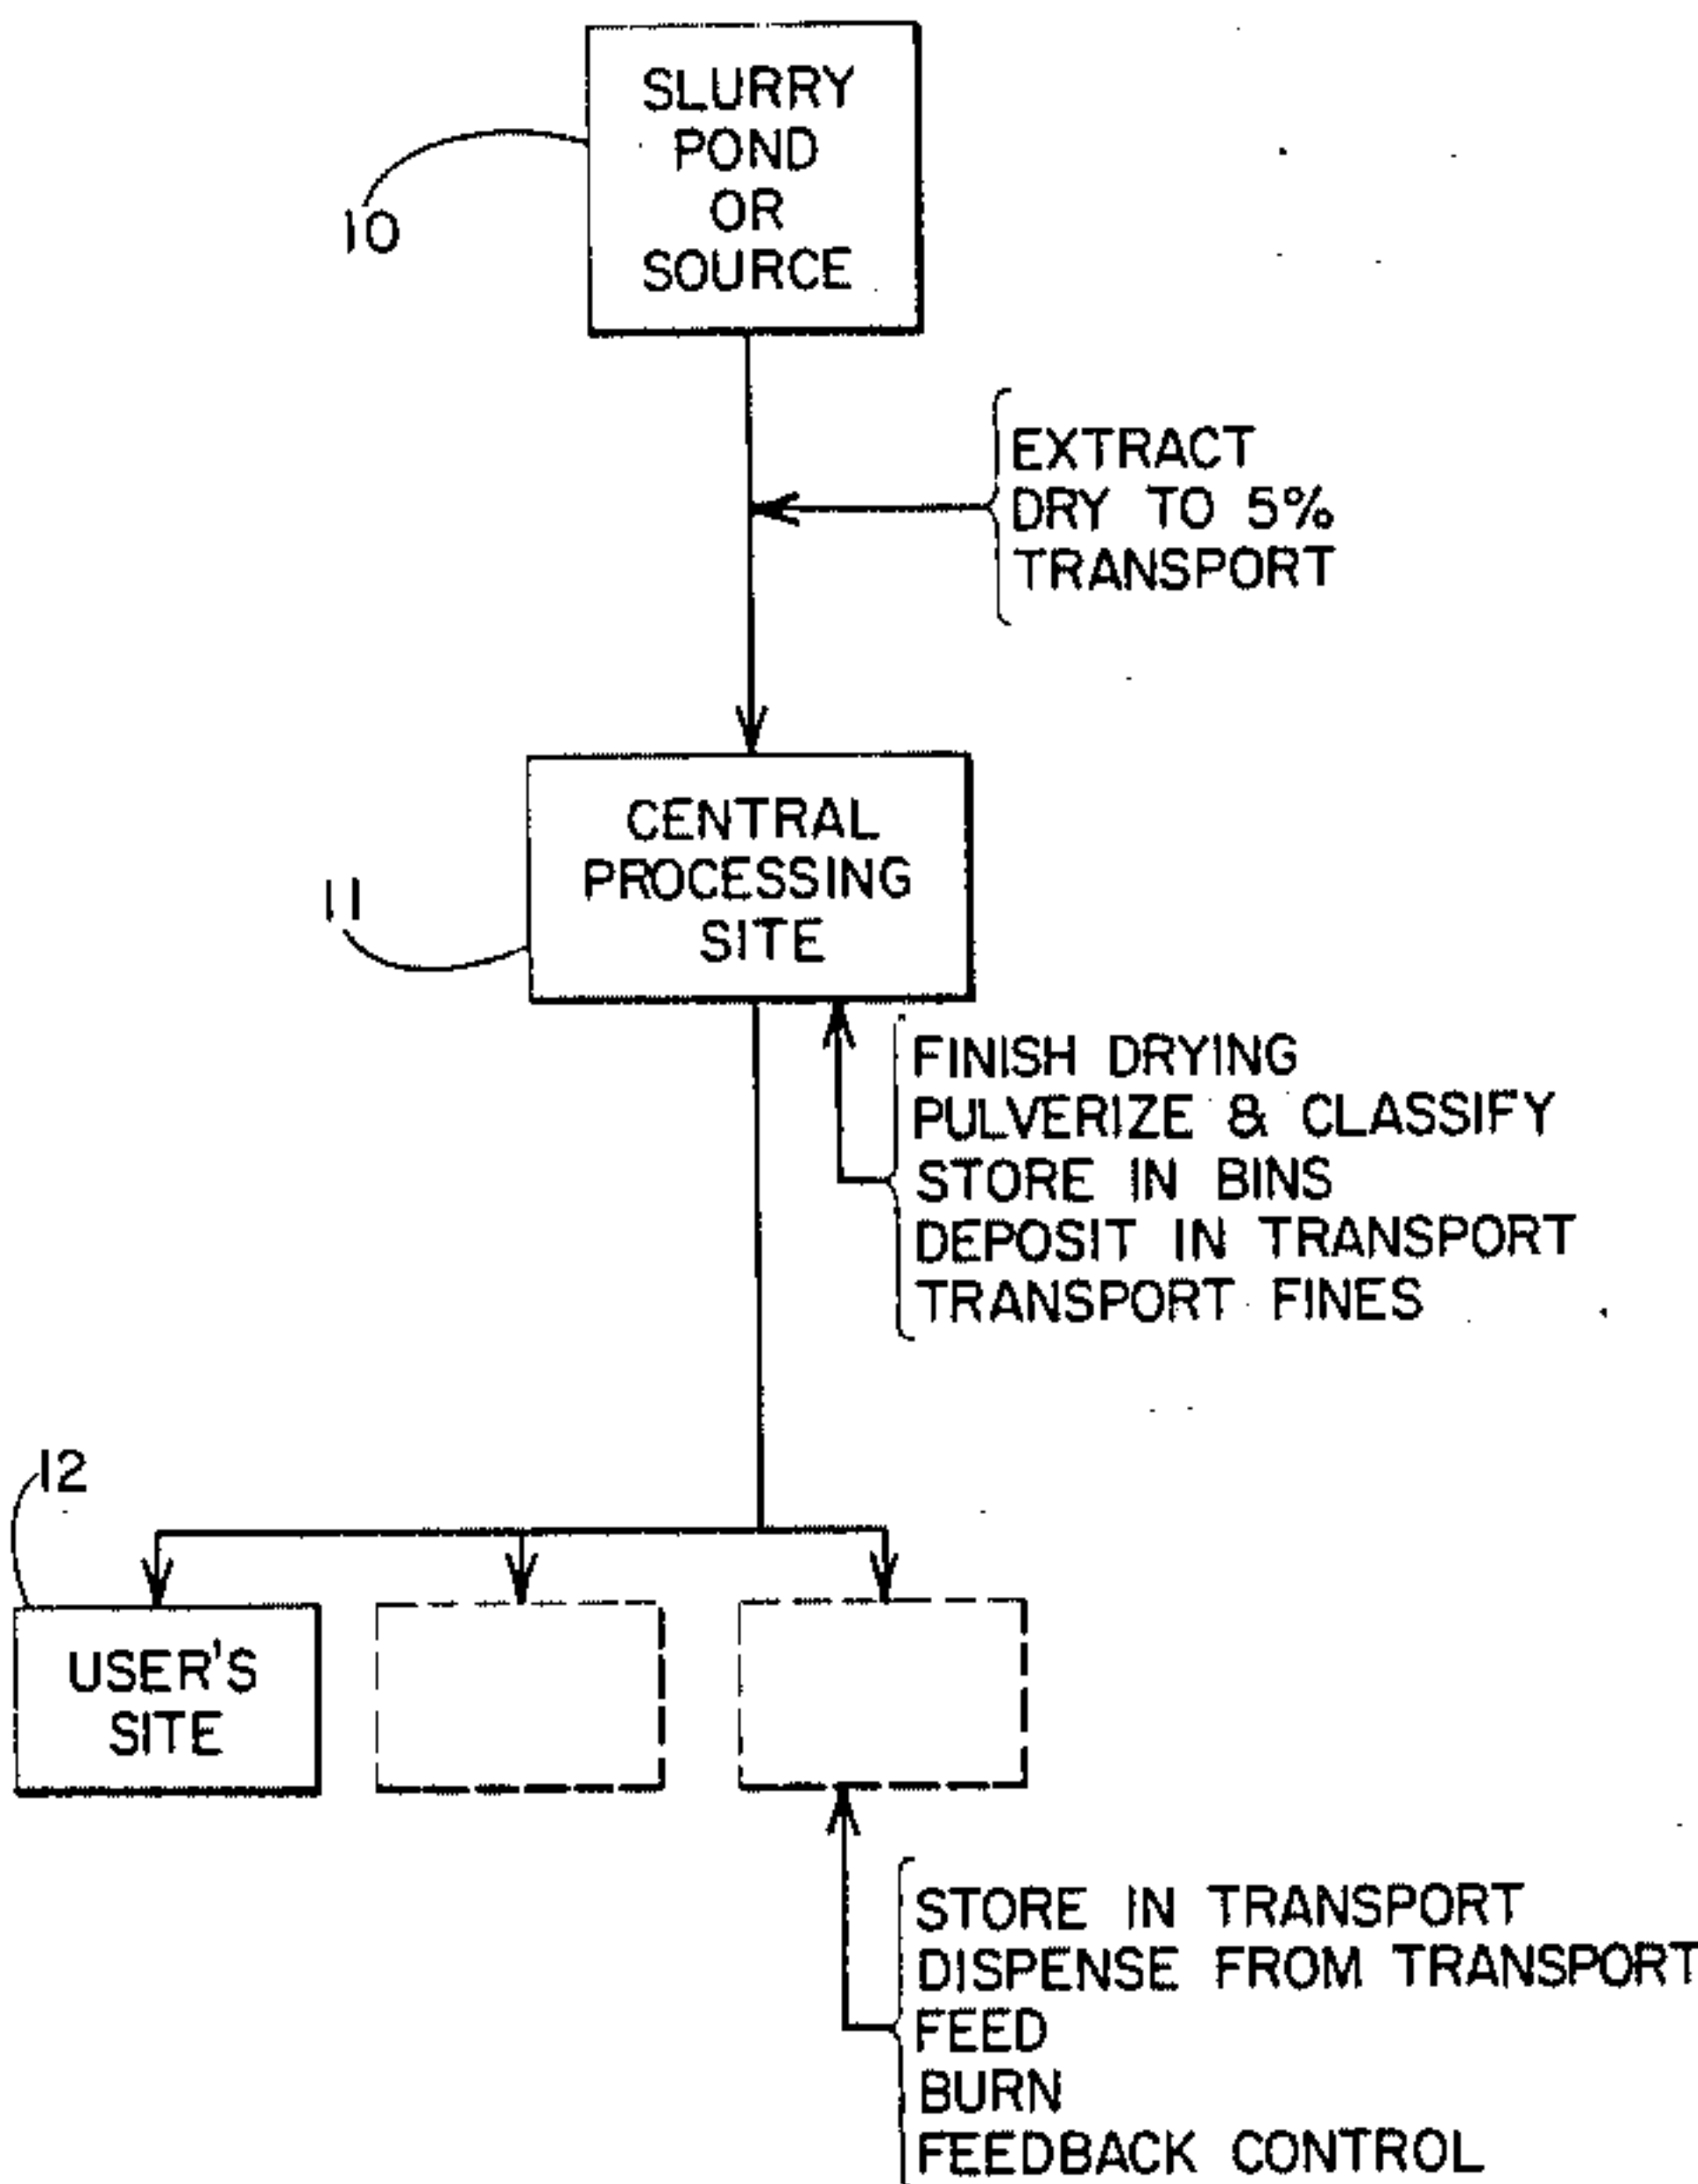 SLURRY
POND
OR
SOURCE
10
EXTRACT
DRY TO 5%
TRANSPORT
CENTRAL
PROCESSING
SITE
11
FINISH DRYING
PULVERIZE & CLASSIFY
STORE IN BINS
DEPOSIT IN TRANSPORT
TRANSPORT FINES
12
USER'S
SITE
STORE IN TRANSPORT
DISPENSE FROM TRANSPORT
FEED
BURN
FEEDBACK CONTROL